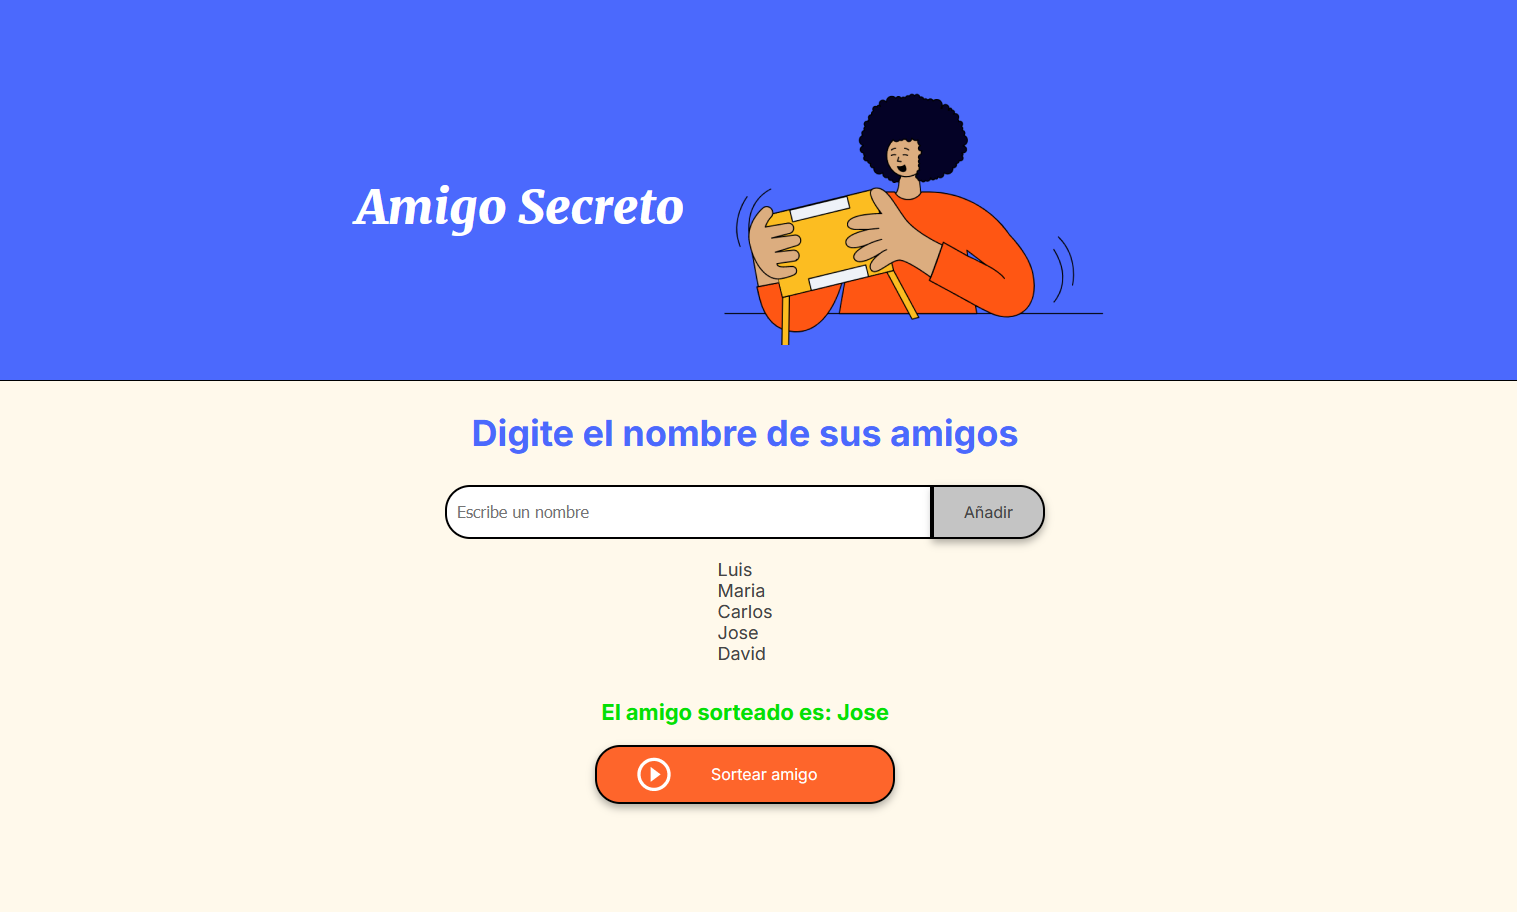 Amigo Secreto
Digite el nombre de sus amigos
Escribe un nombre
Añadir
Luis
Maria
Carlos
Jose
David
El amigo sorteado es: Jose
Sortear amigo